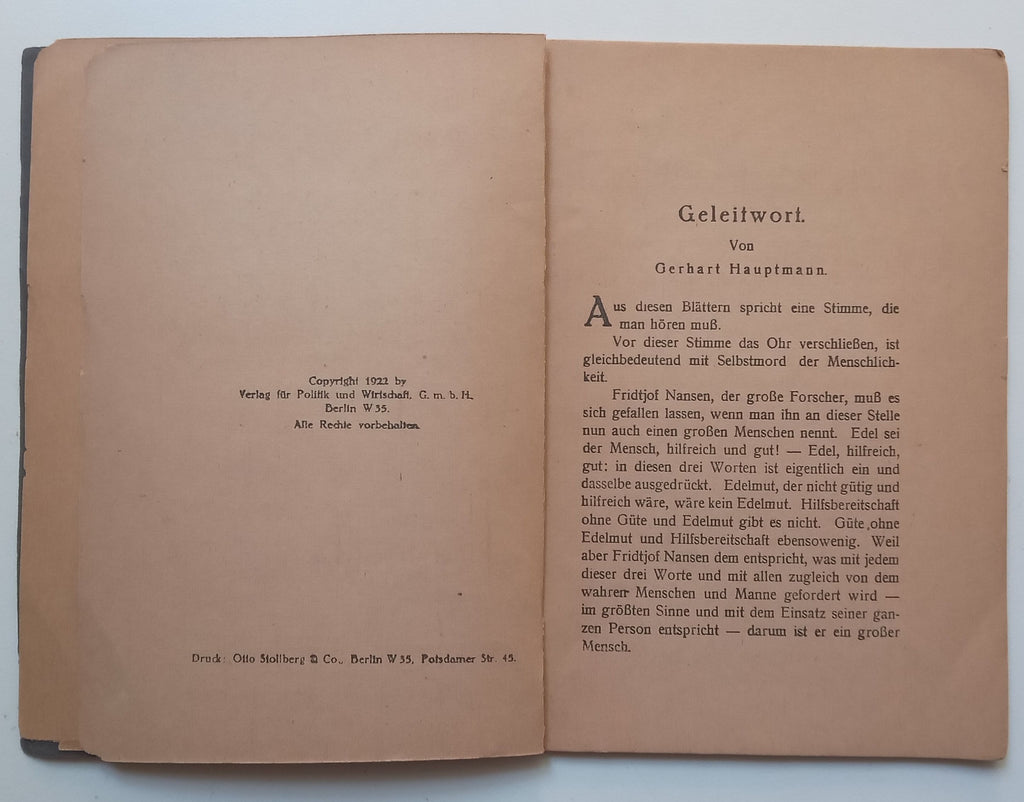 Copyright 1922 by
Verlag für Politik und Wirtschaft, G. m. b. H.
Berlin W 35.
Alle Rechte vorbehalten.
Druck: Otto Stollberg & Co., Berlin W 35, Potsdamer Str. 45.
Geleitwort.
Von
Gerhart Hauptmann.
Aus diesen Blättern spricht eine Stimme, die
man hören muß.
Vor dieser Stimme das Ohr verschließen, ist
gleichbedeutend mit Selbstmord der Menschlich-
keit.
Fridtjof Nansen, der große Forscher, muß es
sich gefallen lassen, wenn man ihn an dieser Stelle
nun auch einen großen Menschen nennt. Edel sei
der Mensch, hilfreich und gut! — Edel, hilfreich,
gut: in diesen drei Worten ist eigentlich ein und
dasselbe ausgedrückt. Edelmut, der nicht gütig und
hilfreich wäre, wäre kein Edelmut. Hilfsbereitschaft
ohne Güte und Edelmut gibt es nicht. Güte ohne
Edelmut und Hilfsbereitschaft ebensowenig. Weil
aber Fridtjof Nansen dem entspricht, was mit jedem
dieser drei Worte und mit allen zugleich von dem
wahren Menschen und Manne gefordert wird —
im größten Sinne und mit dem Einsatz seiner gan-
zen Person entspricht — darum ist er ein großer
Mensch.